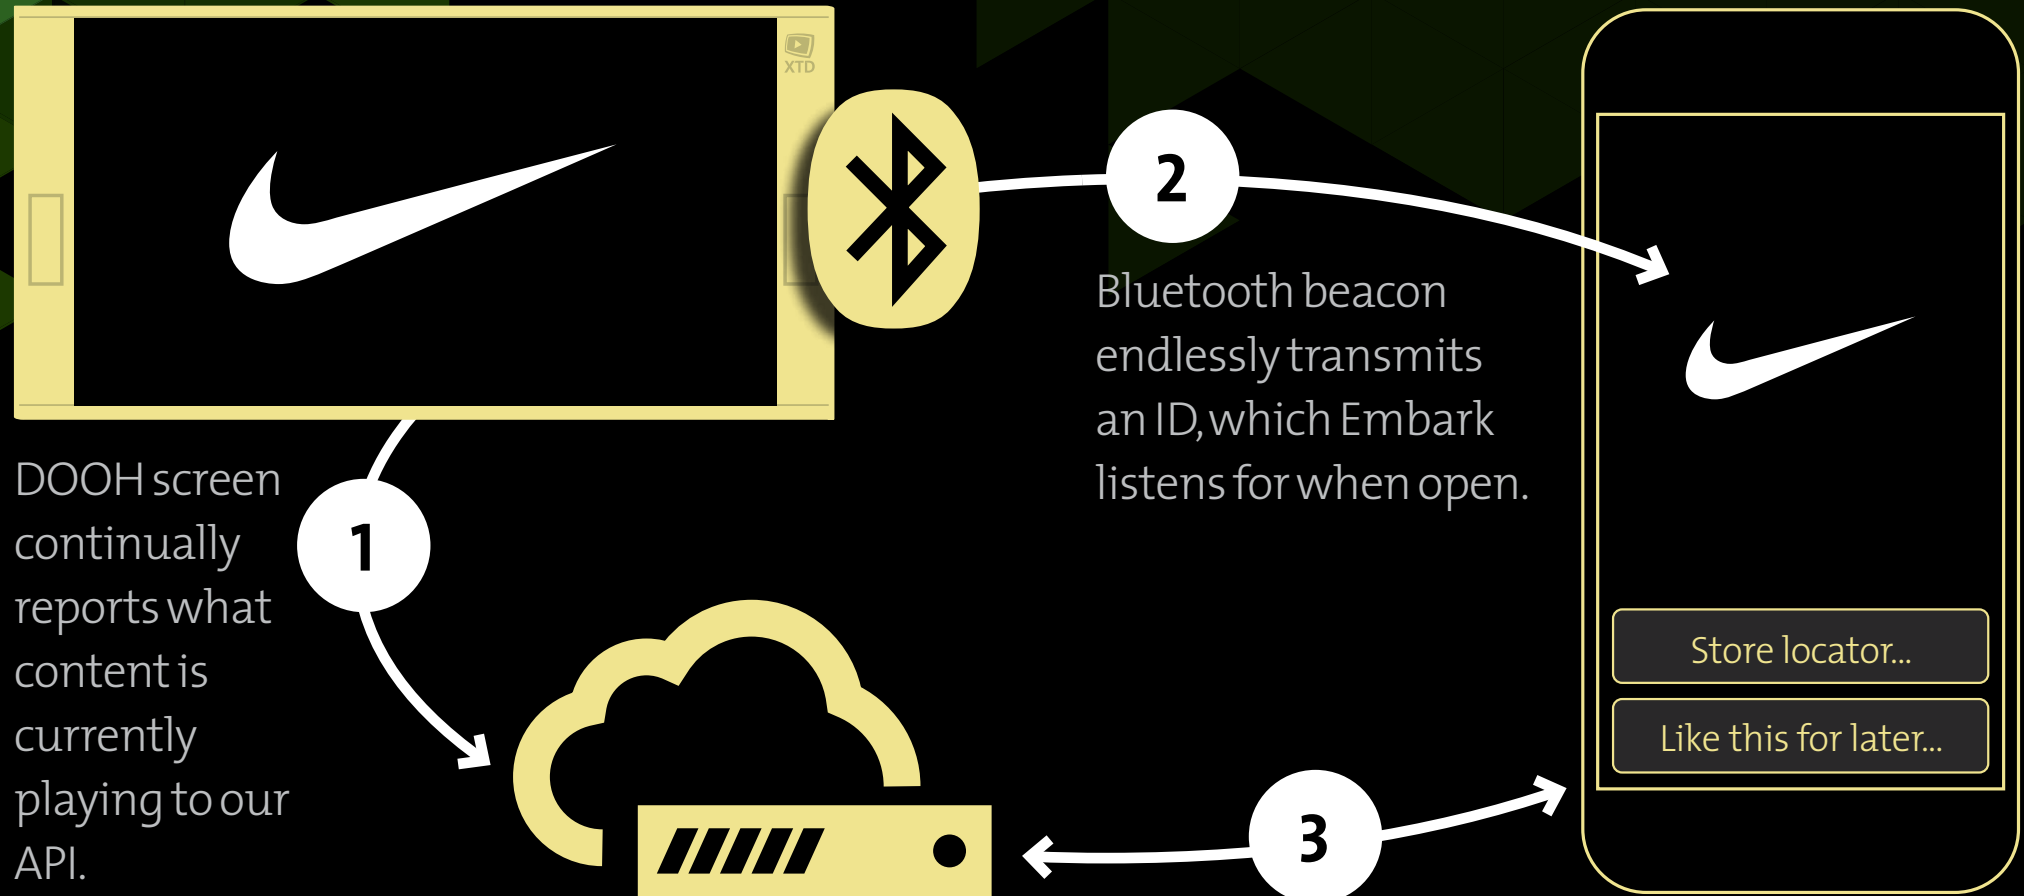 XTD
2
Bluetooth beacon
endlessly transmits
an ID, which Embark
listens for when open.
DOOH screen
continually
reports what
content is
currently
playing to our
API.
1
Store locator...
Like this for later...
3